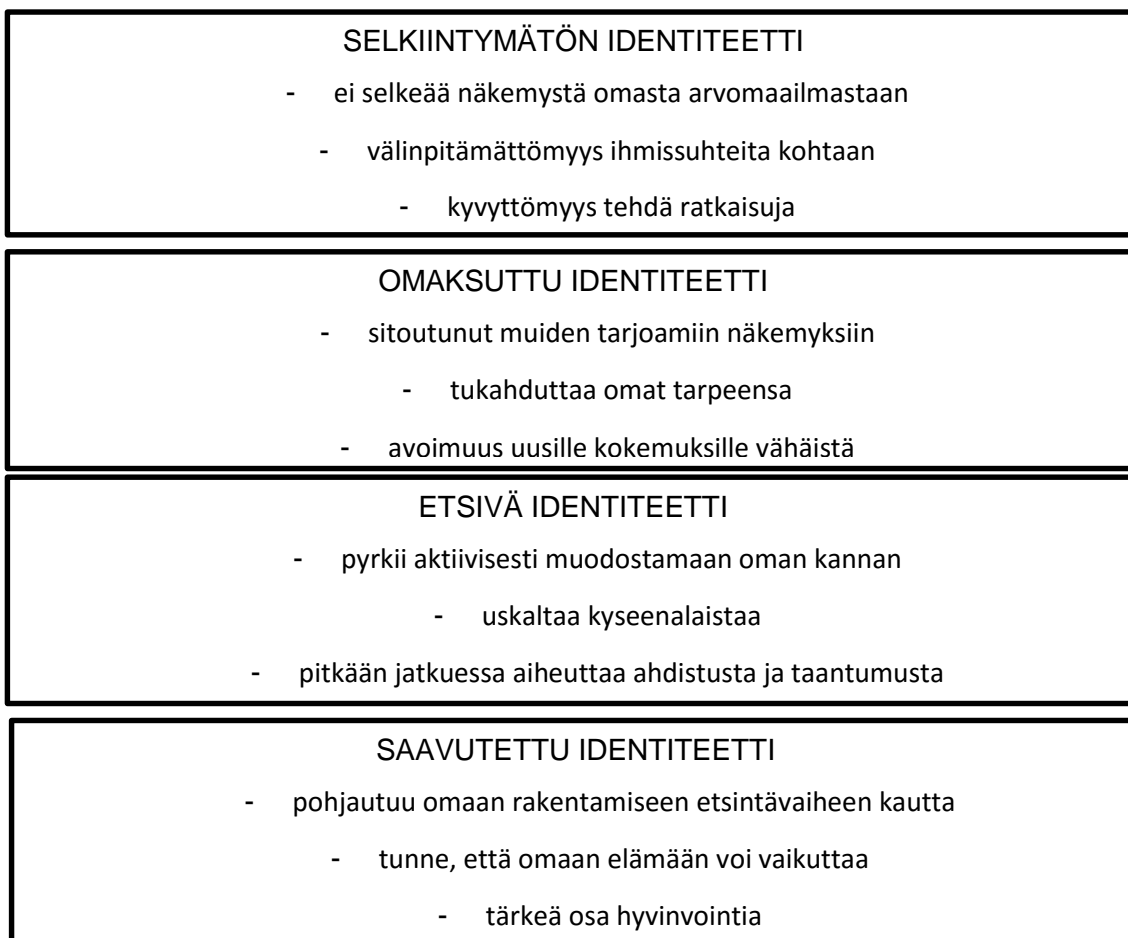 SELKIINTYMÄTÖN IDENTITEETTI
- ei selkeää näkemystä omasta arvomaailmastaan
- välinpitämättömyys ihmissuhteita kohtaan
- kyvyttömyys tehdä ratkaisuja
OMAKSUTTU IDENTITEETTI
- sitoutunut muiden tarjoamiin näkemyksiin
- tukahduttaa omat tarpeensa
- avoimuus uusille kokemuksille vähäistä
ETSIVÄ IDENTITEETTI
- pyrkii aktiivisesti muodostamaan oman kannan
- uskaltaa kyseenalaistaa
- pitkään jatkuessa aiheuttaa ahdistusta ja taantumusta
SAAVUTETTU IDENTITEETTI
- pohjautuu omaan rakentamiseen etsintävaiheen kautta
- tunne, että omaan elämään voi vaikuttaa
- tärkeä osa hyvinvointia